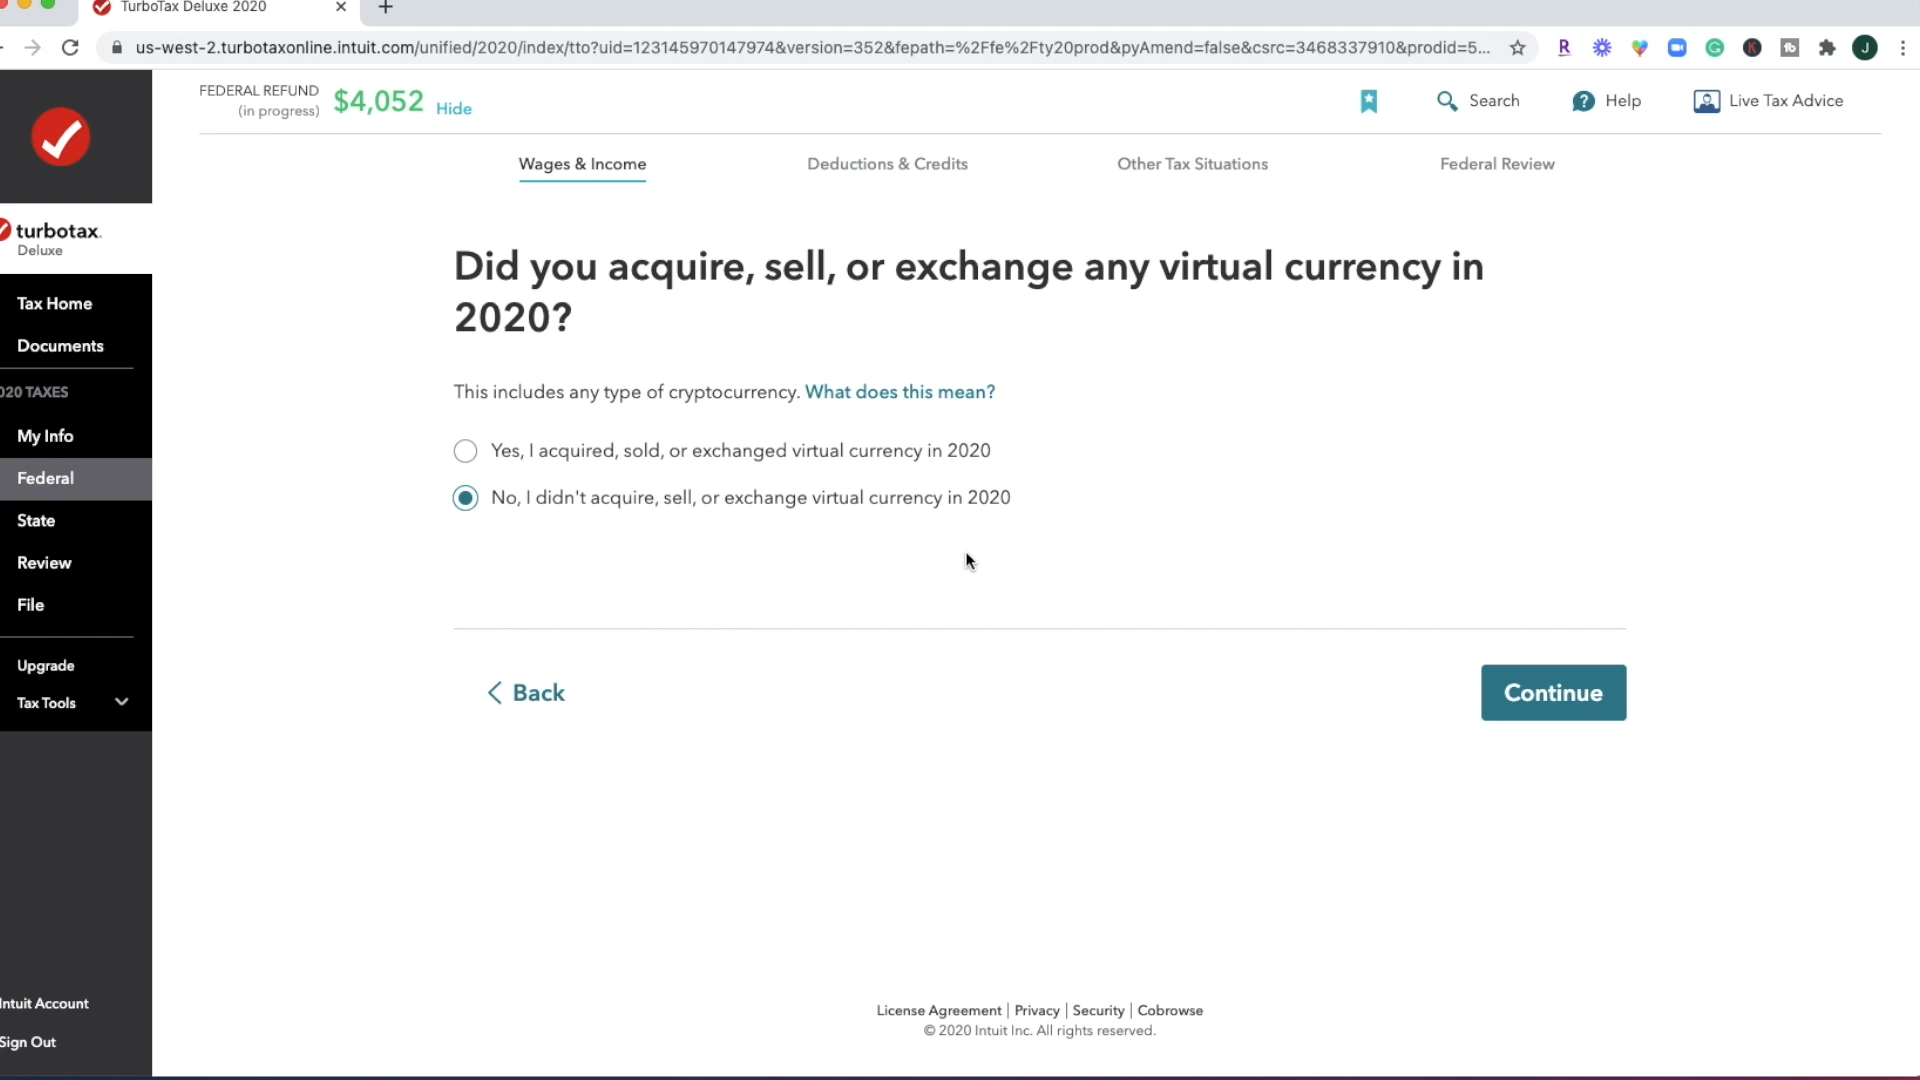 TurboTax Deluxe 2020
us-west-2.turbotaxonline.intuit.com/unified/2020/index/tto?uid=123145970147974&version=352&fepath=%2Ffe%2Fty20prod&pyAmend=false&csrc=3468337910&prodid=5...
FEDERAL REFUND
(in progress)
$4,052 Hide
Search
Help
Live Tax Advice
Wages & Income
Deductions & Credits
Other Tax Situations
Federal Review
turbotax.
Deluxe
Tax Home
Documents
020 TAXES
My Info
Federal
State
Review
File
Upgrade
Tax Tools
Intuit Account
Sign Out
Did you acquire, sell, or exchange any virtual currency in
2020?
This includes any type of cryptocurrency. What does this mean?
Yes, I acquired, sold, or exchanged virtual currency in 2020
No, I didn't acquire, sell, or exchange virtual currency in 2020
Back
Continue
License Agreement | Privacy | Security | Cobrowse
© 2020 Intuit Inc. All rights reserved.